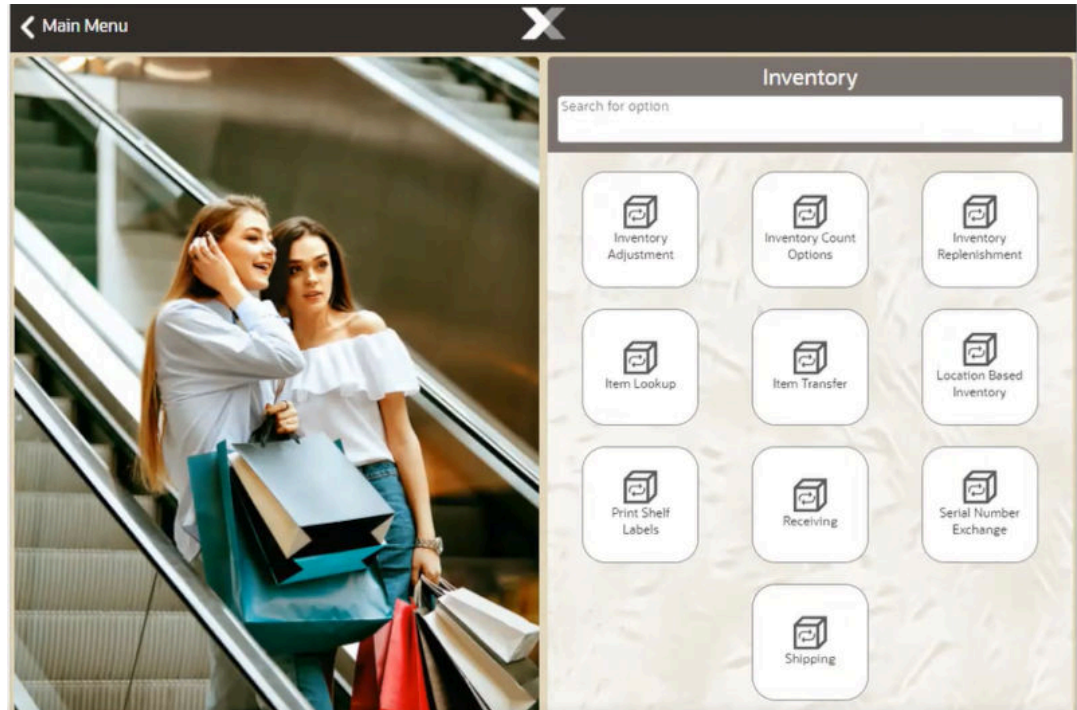 Main Menu
Inventory
Search for option
Inventory
Adjustment
Inventory Count
Options
Inventory
Replenishment
Item Lookup
Item Transfer
Location Based
Inventory
Print Shelf
Labels
Receiving
Serial Number
Exchange
Shipping